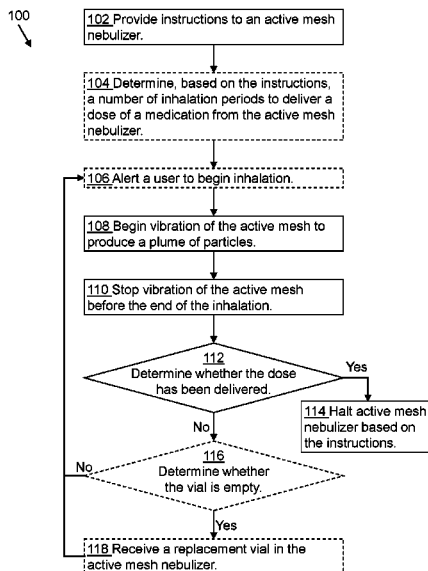 100
102 Provide instructions to an active mesh
nebulizer.
104 Determine, based on the instructions,
a number of inhalation periods to deliver a
dose of a medication from the active mesh
nebulizer.
106 Alert a user to begin inhalation.
108 Begin vibration of the active mesh to
produce a plume of particles.
110 Stop vibration of the active mesh
before the end of the inhalation.
112
Determine whether the dose
has been delivered.
Yes
114 Halt active mesh
nebulizer based on
the instructions.
No
116
Determine whether
the vial is empty.
No
Yes
118 Receive a replacement vial in the
active mesh nebulizer.